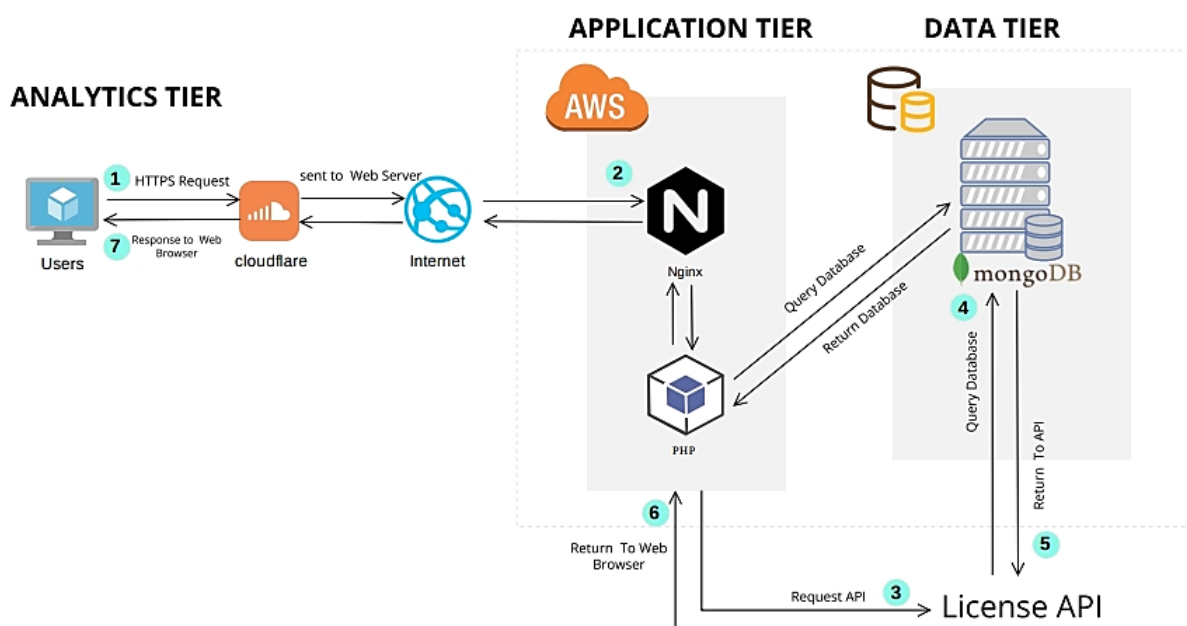 APPLICATION TIER
DATA TIER
ANALYTICS TIER
AWS
1
HTTPS Request
sent to Web Server
2
N
7
Response to Web
Browser
Users
cloudflare
Internet
Nginx
Query Database
Return Database
mongoDB
4
Query Database
Return To API
PHP
6
Return To Web
Browser
5
Request API
3
License API